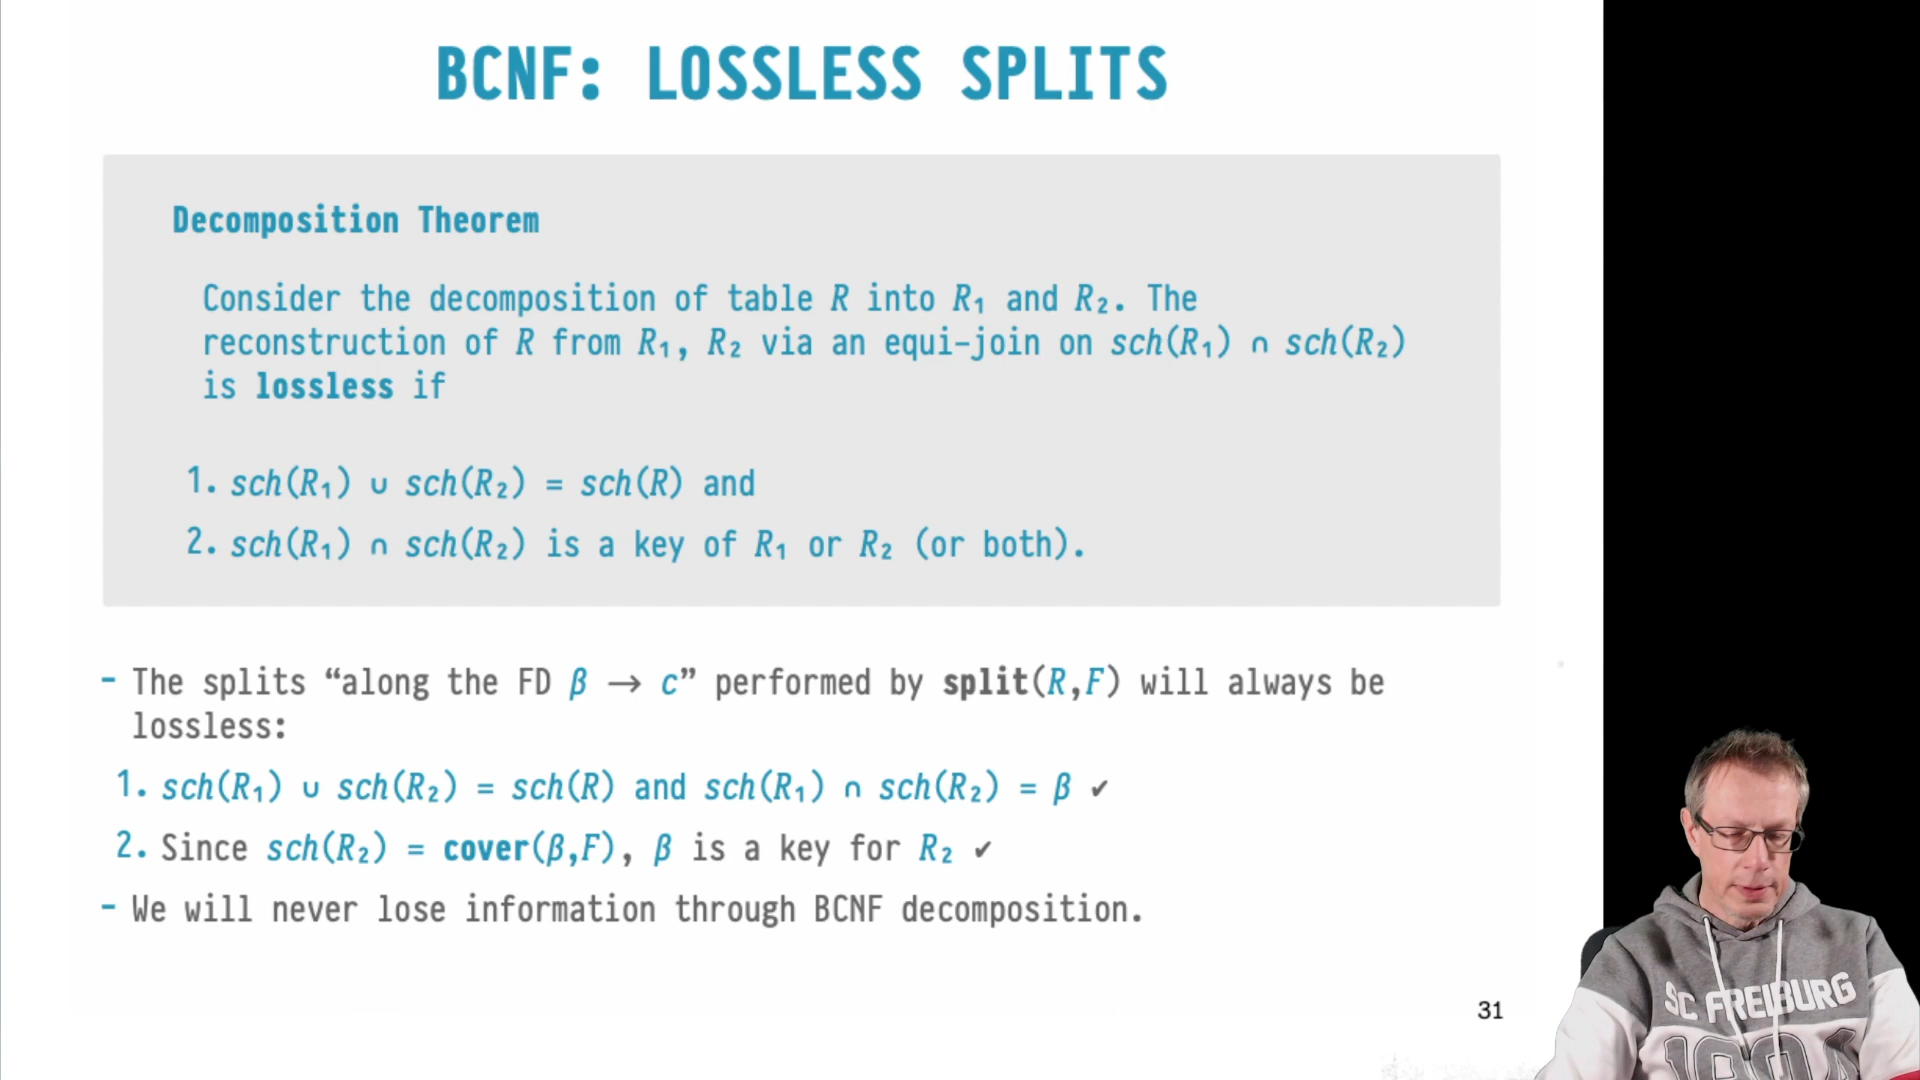 BCNF: LOSSLESS SPLITS
Decomposition Theorem
Consider the decomposition of table R into R₁ and R₂. The
reconstruction of R from R₁, R₂ via an equi-join on sch(R₁) ∩ sch(R₂)
is lossless if
1. sch(R₁) ∪ sch(R₂) = sch(R) and
2. sch(R₁) ∩ sch(R₂) is a key of R₁ or R₂ (or both).
- The splits “along the FD β → c” performed by split(R,F) will always be
lossless:
1. sch(R₁) ∪ sch(R₂) = sch(R) and sch(R₁) ∩ sch(R₂) = β ✔
2. Since sch(R₂) = cover(β,F), β is a key for R₂ ✔
- We will never lose information through BCNF decomposition.
31
SC FREIBURG